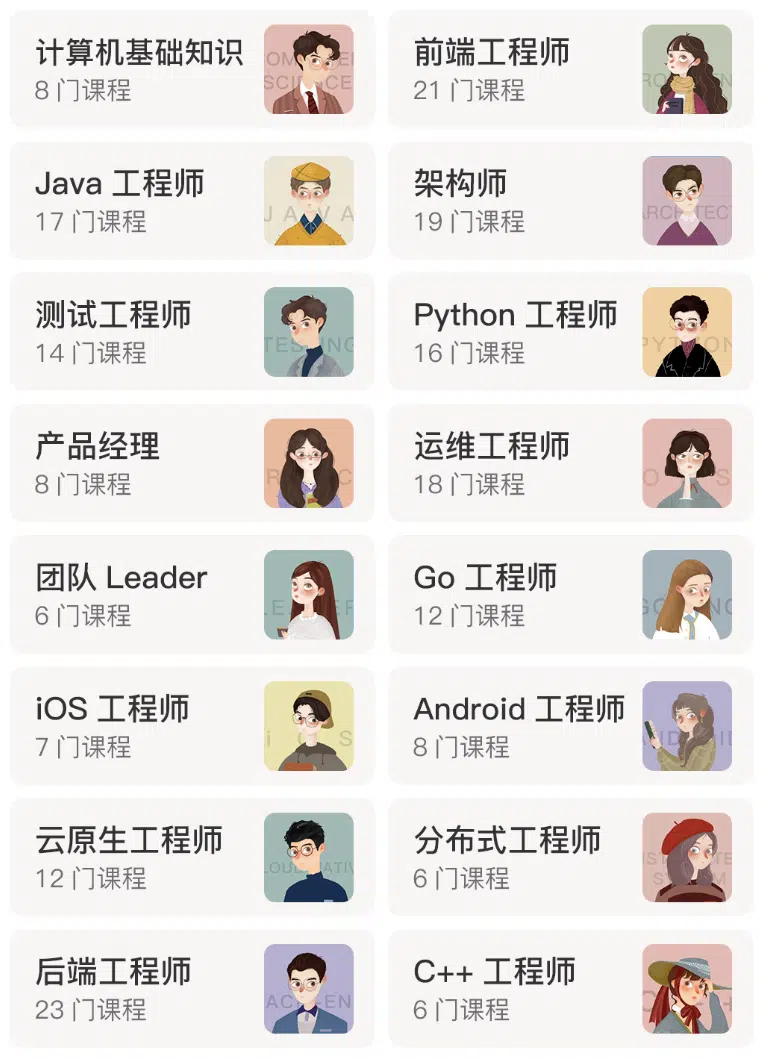 计算机基础知识
8 门课程
前端工程师
21 门课程
Java 工程师
17 门课程
架构师
19 门课程
测试工程师
14 门课程
Python 工程师
16 门课程
产品经理
8 门课程
运维工程师
18 门课程
团队 Leader
6 门课程
Go 工程师
12 门课程
iOS 工程师
7 门课程
Android 工程师
8 门课程
云原生工程师
12 门课程
分布式工程师
6 门课程
后端工程师
23 门课程
C++ 工程师
6 门课程